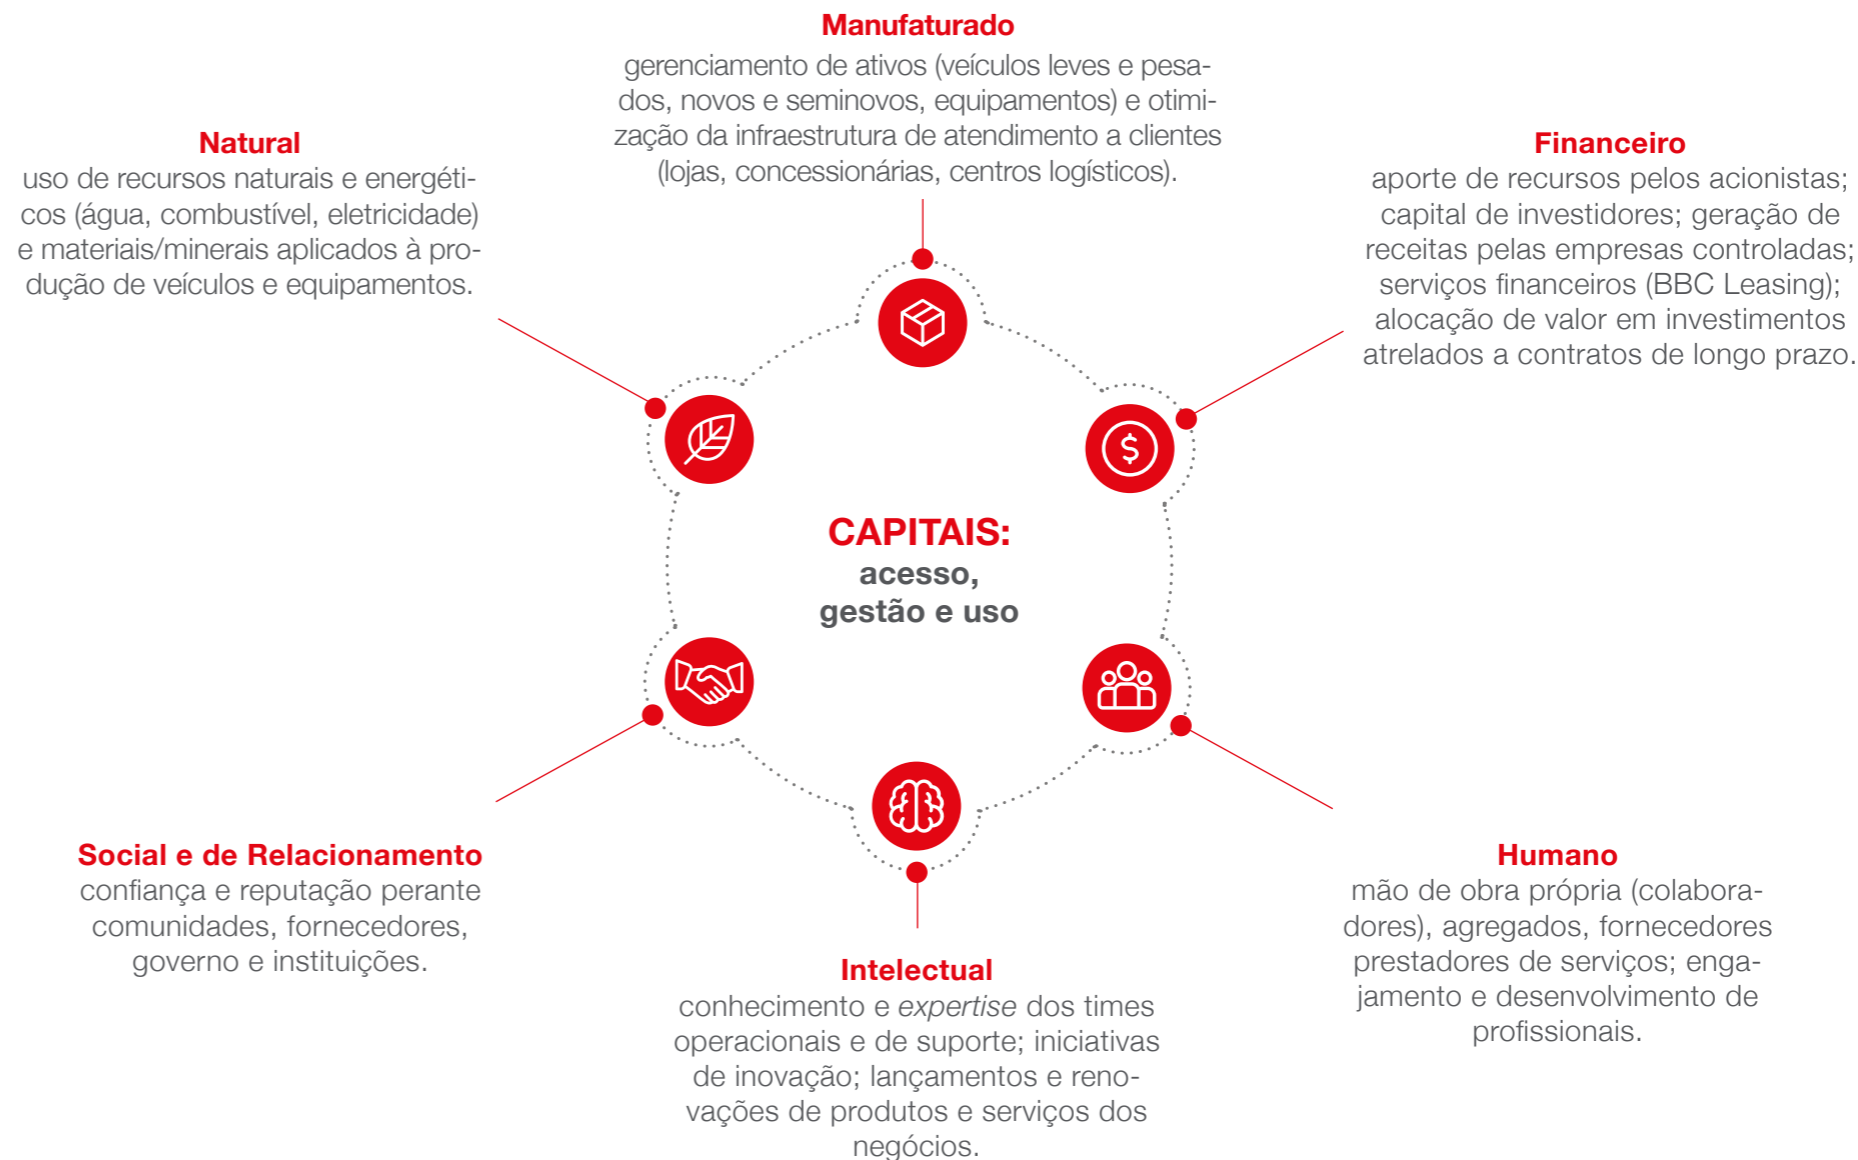 Manufaturado
gerenciamento de ativos (veículos leves e pesa-
dos, novos e seminovos, equipamentos) e otimi-
zação da infraestrutura de atendimento a clientes
(lojas, concessionárias, centros logísticos).
Natural
uso de recursos naturais e energéti-
cos (água, combustível, eletricidade)
e materiais/minerais aplicados à pro-
dução de veículos e equipamentos.
Financeiro
aporte de recursos pelos acionistas;
capital de investidores; geração de
receitas pelas empresas controladas;
serviços financeiros (BBC Leasing);
alocação de valor em investimentos
atrelados a contratos de longo prazo.
$
CAPITAIS:
acesso,
gestão e uso
Social e de Relacionamento
confiança e reputação perante
comunidades, fornecedores,
governo e instituições.
Intelectual
conhecimento e expertise dos times
operacionais e de suporte; iniciativas
de inovação; lançamentos e reno-
vações de produtos e serviços dos
negócios.
Humano
mão de obra própria (colabora-
dores), agregados, fornecedores
prestadores de serviços; enga-
jamento e desenvolvimento de
profissionais.